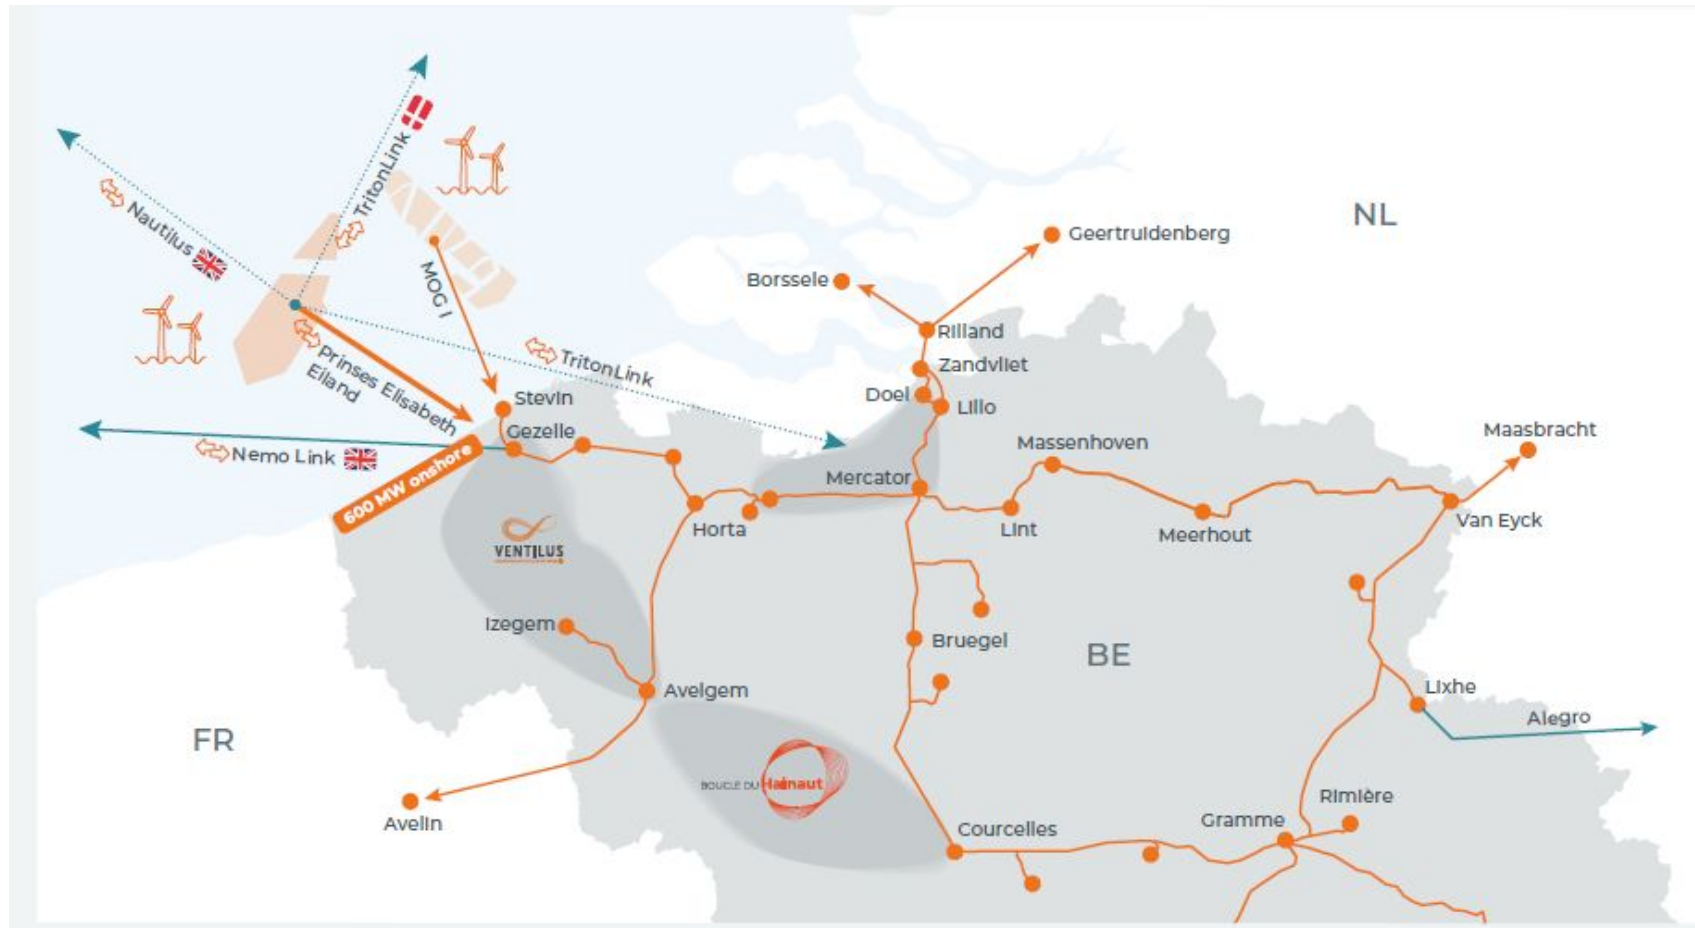 NL
TritonLink
Nautilus
MOG I
Geertruidenberg
Borssele
Rilland
Zandvliet
Prinses Elisabeth
Eiland
TritonLink
Doel
Lillo
Stevin
Gezelle
Nemo Link
600 MW onshore
Massenhoven
Maasbracht
Mercator
Horta
Lint
Meerhout
Van Eyck
VENTILUS
Izegem
Bruegel
BE
Avelgem
Lixhe
Alegro
FR
BOUCLE DU Hainaut
Avelin
Courcelles
Gramme
Rimière